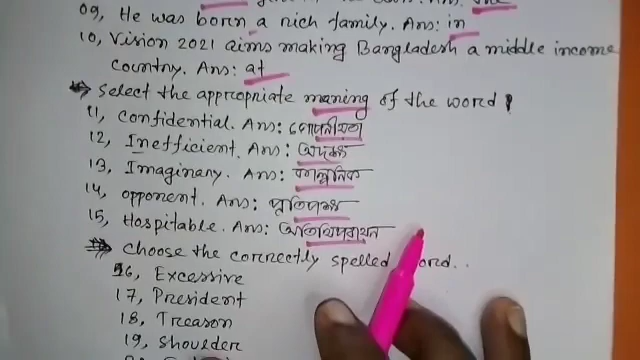 09, He was born a rich family. Ans: in
10, Vision 2021 aims making Bangladesh a middle income
country. Ans: at
Select the appropriate maning of the word!
11, Confidential. Ans: গোপনীয়তা
12, Inefficient. Ans: অদক্ষ
13, Imaginary. Ans: কাল্পনিক
14, opponent. Ans: প্রতিপক্ষ
15, Hospitable. Ans: অতিথিপরায়ন
Choose the correctly spelled word..
16, Excessive
17, President
18, Treason
19, Shoulder